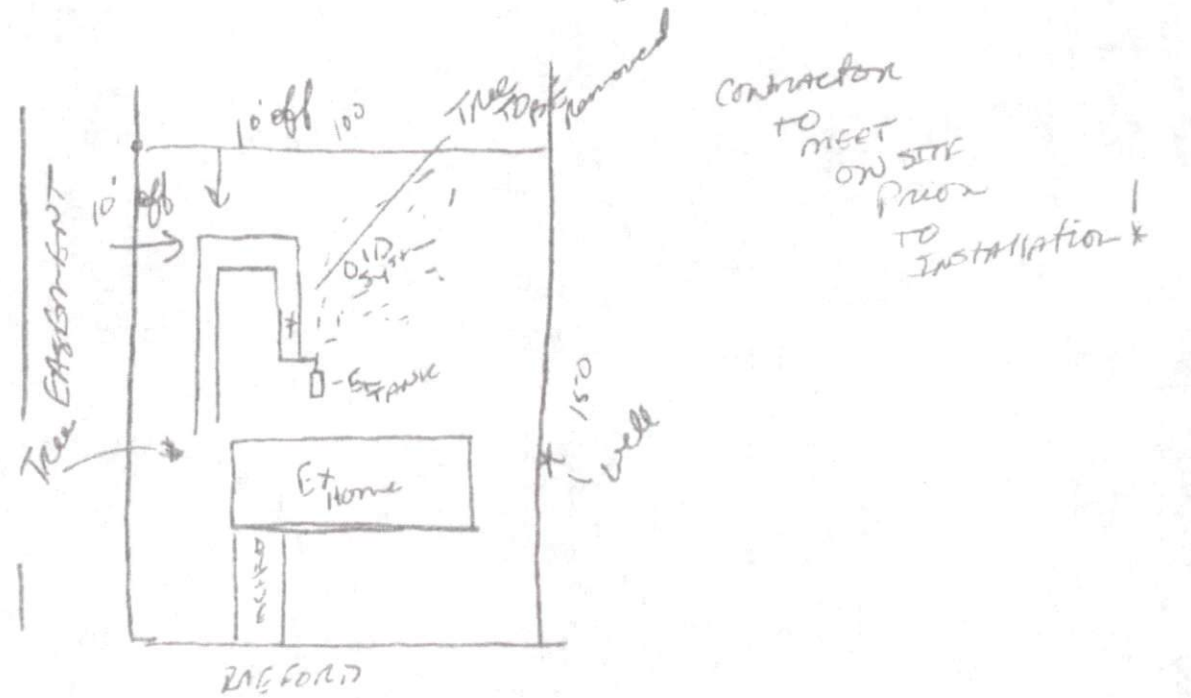 Tree
TO BE
Removed
10' off
100
CONTRACTOR
TO
MEET
ON SITE
PRIOR
TO
INSTALLATION *
10' off
EASEMENT
OLD
SYST
TANK
150
Well
Tree
Ex
Home
RAEFORD